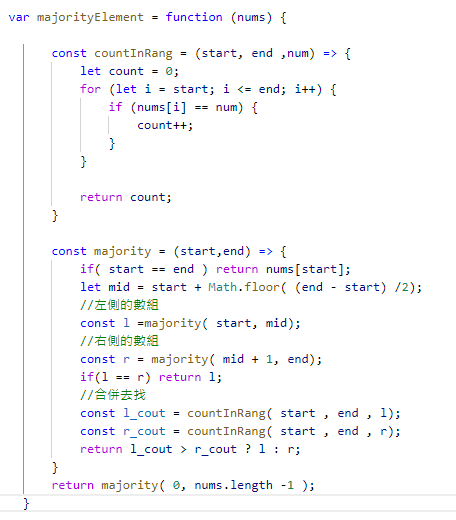 var majorityElement = function (nums) {
const countInRang = (start, end ,num) => {
let count = 0;
for (let i = start; i <= end; i++) {
if (nums[i] == num) {
count++;
}
}
return count;
}
const majority = (start,end) => {
if( start == end ) return nums[start];
let mid = start + Math.floor( (end - start) /2);
//左側的數組
const l =majority( start, mid);
//右側的數組
const r = majority( mid + 1, end);
if(l == r) return l;
//合併去找
const l_cout = countInRang( start , end , l);
const r_cout = countInRang( start , end , r);
return l_cout > r_cout ? l : r;
}
return majority( 0, nums.length -1 );
}